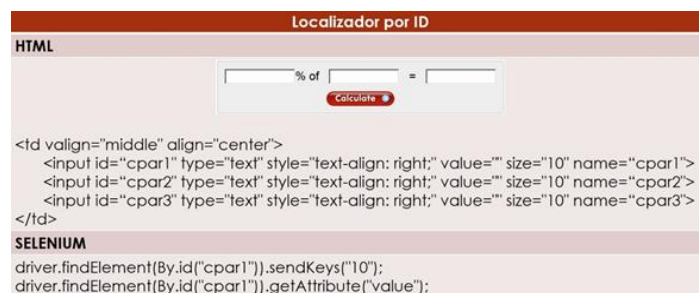 Localizador por ID
HTML
% of = 
Calculate
<td valign="middle" align="center">
<input id="cpar1" type="text" style="text-align: right;" value="" size="10" name="cpar1">
<input id="cpar2" type="text" style="text-align: right;" value="" size="10" name="cpar2">
<input id="cpar3" type="text" style="text-align: right;" value="" size="10" name="cpar3">
</td>
SELENIUM
driver.findElement(By.id("cpar1")).sendKeys("10");
driver.findElement(By.id("cpar1")).getAttribute("value");